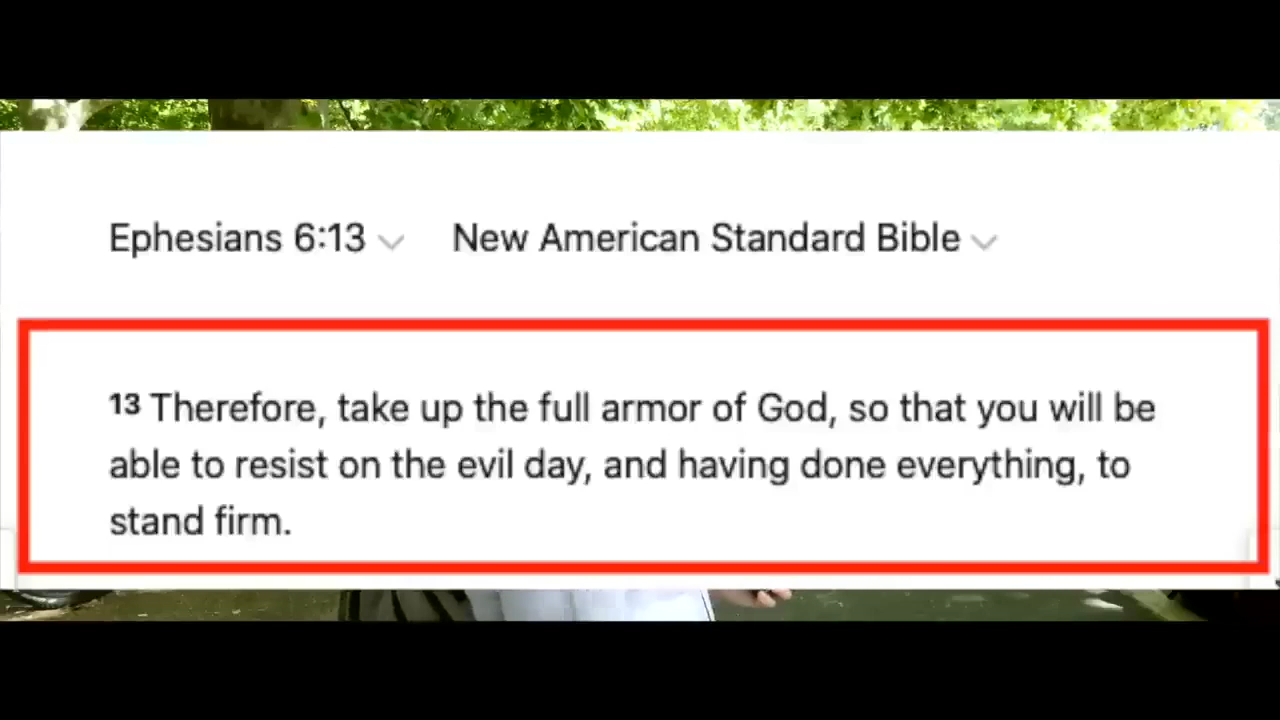 Ephesians 6:13 New American Standard Bible
13 Therefore, take up the full armor of God, so that you will be
able to resist on the evil day, and having done everything, to
stand firm.